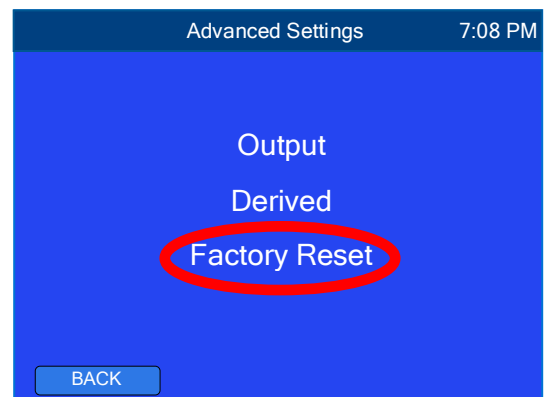 Advanced Settings 7:08 PM
Output
Derived
Factory Reset
BACK